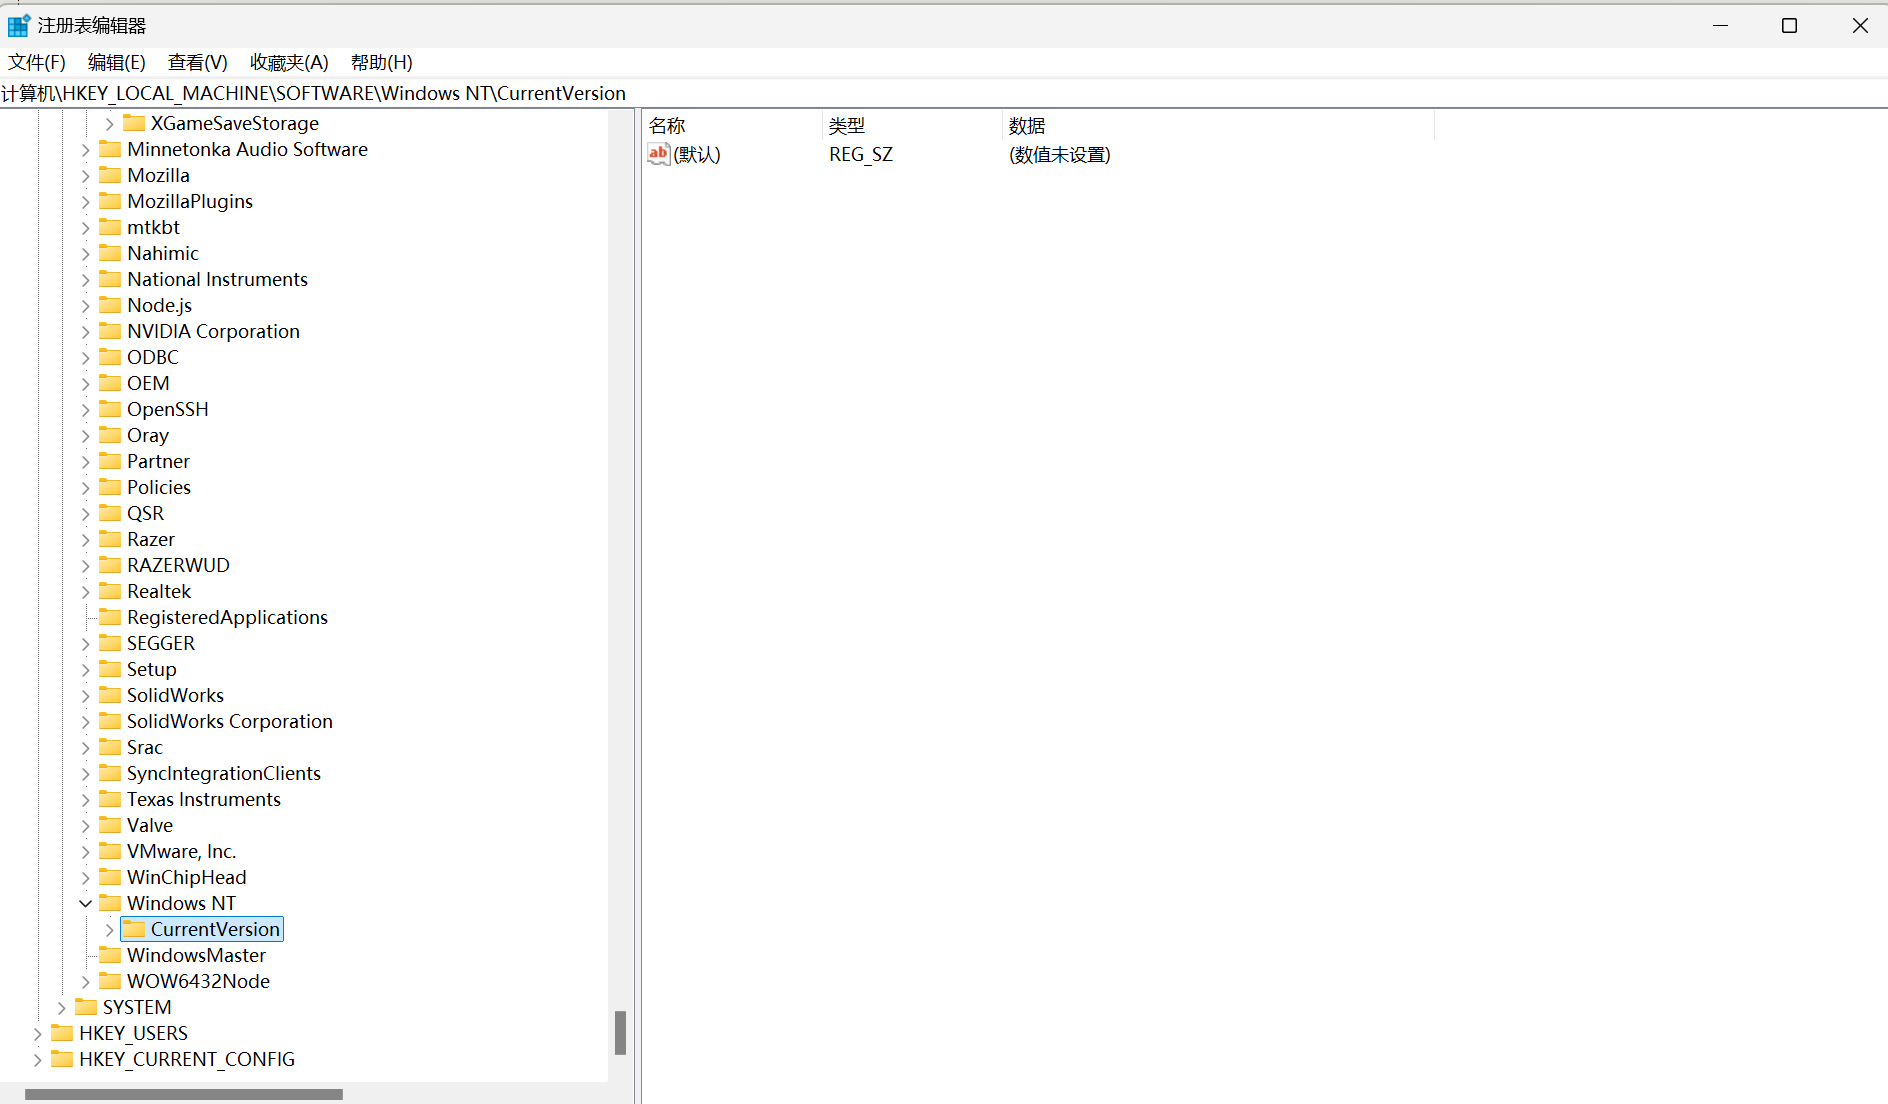 注册表编辑器
文件(F) 编辑(E) 查看(V) 收藏夹(A) 帮助(H)
计算机\HKEY_LOCAL_MACHINE\SOFTWARE\Windows NT\CurrentVersion
XGameSaveStorage
Minnetonka Audio Software
Mozilla
MozillaPlugins
mtkbt
Nahimic
National Instruments
Node.js
NVIDIA Corporation
ODBC
OEM
OpenSSH
Oray
Partner
Policies
QSR
Razer
RAZERWUD
Realtek
RegisteredApplications
SEGGER
Setup
SolidWorks
SolidWorks Corporation
Srac
SyncIntegrationClients
Texas Instruments
Valve
VMware, Inc.
WinChipHead
Windows NT
CurrentVersion
WindowsMaster
WOW6432Node
SYSTEM
HKEY_USERS
HKEY_CURRENT_CONFIG
名称 类型 数据
ab (默认) REG_SZ (数值未设置)